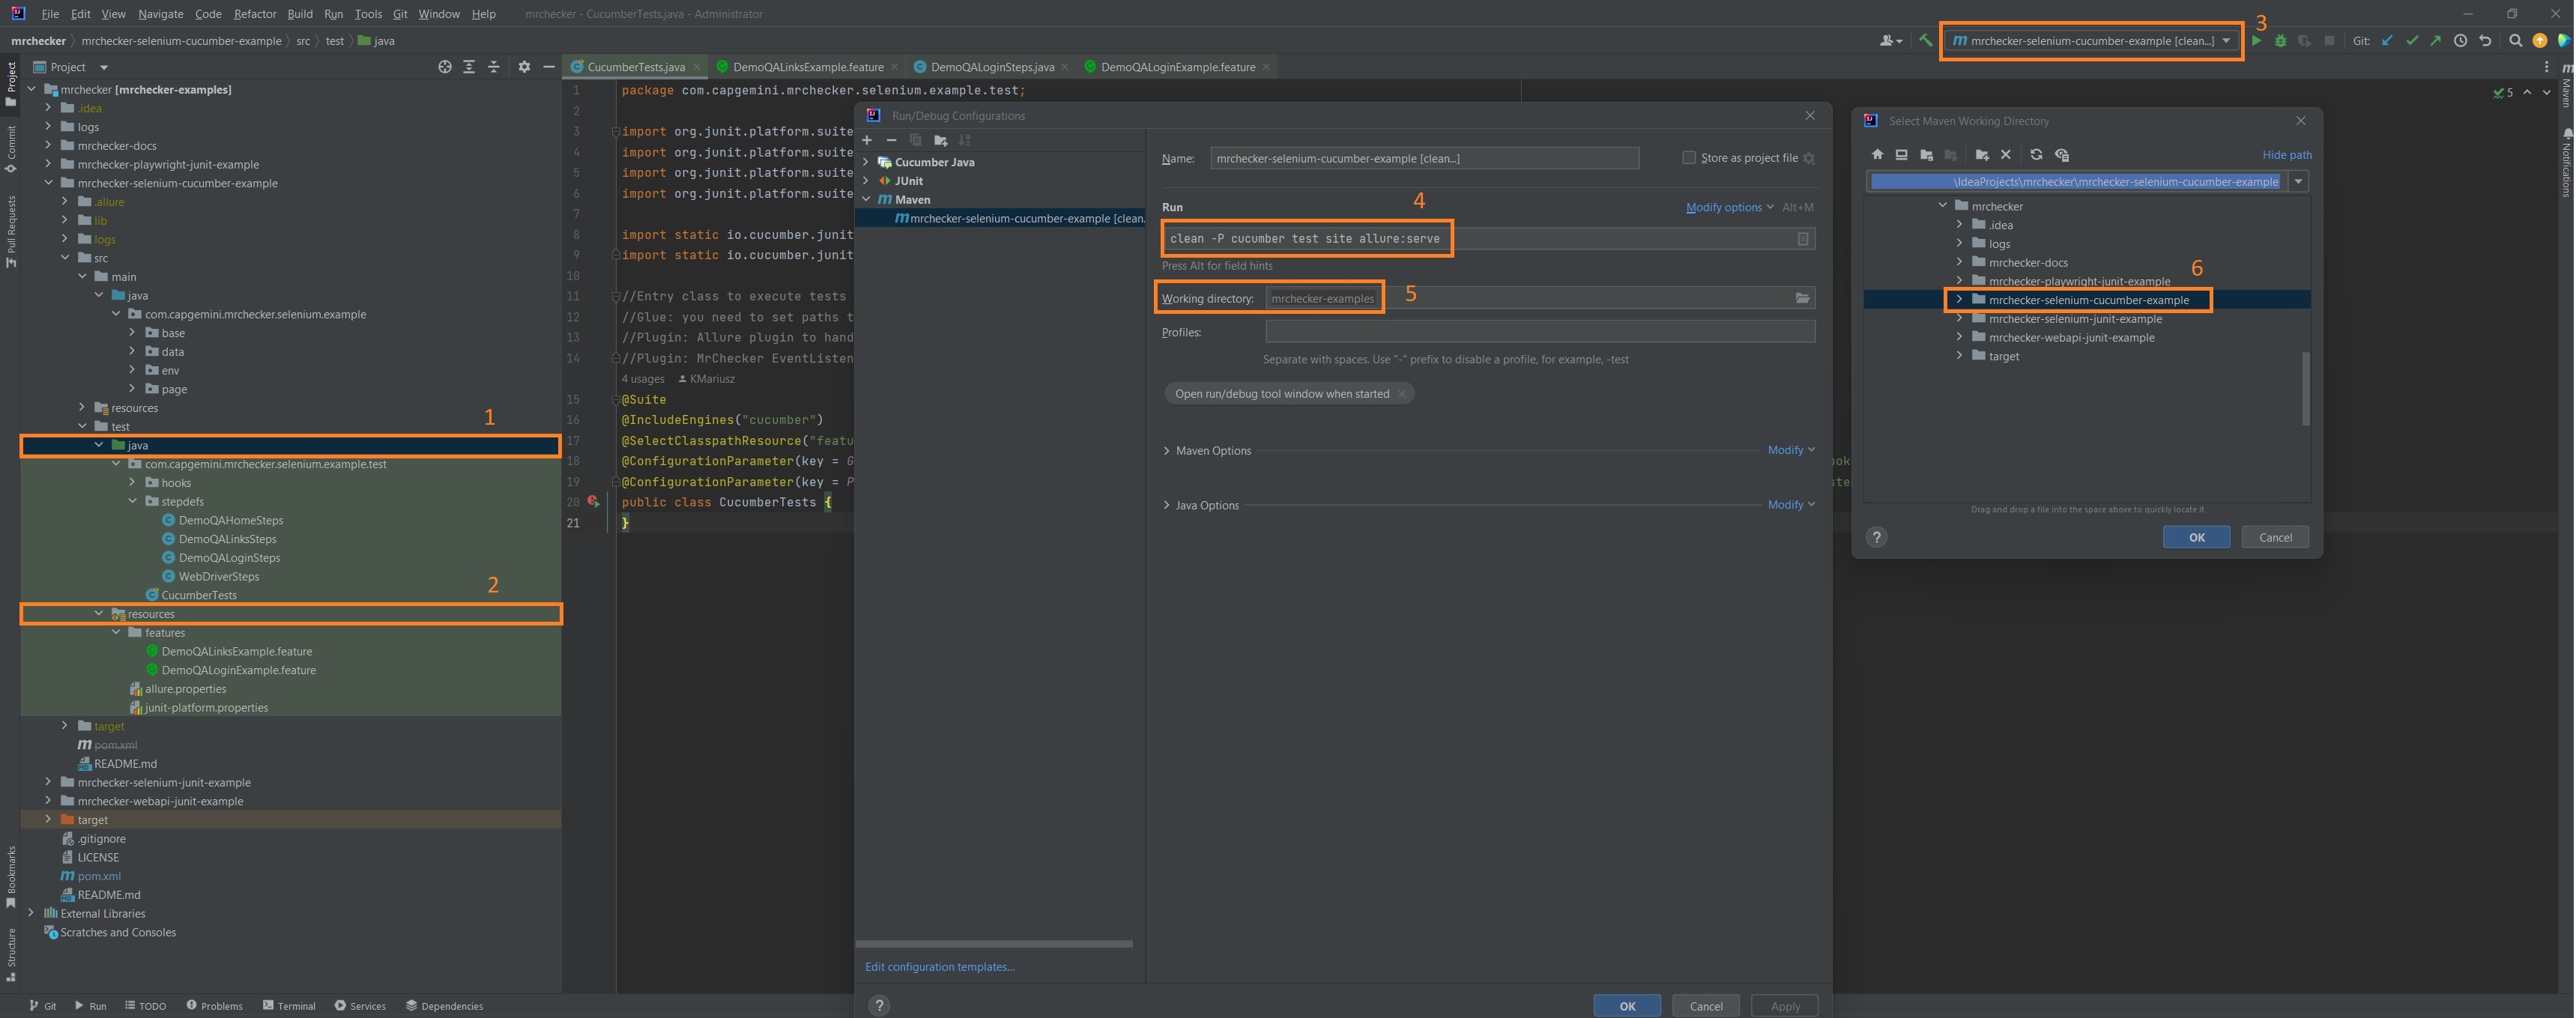 File Edit View Navigate Code Refactor Build Run Tools Git Window Help mrchecker - CucumberTests.java - Administrator
mrchecker mrchecker-selenium-cucumber-example src test java
mrchecker-selenium-cucumber-example [clean...]
3
Git:
Project
Commit
Pull Requests
Bookmarks
Structure
Project
mrchecker [mrchecker-examples]
.idea
logs
mrchecker-docs
mrchecker-playwright-junit-example
mrchecker-selenium-cucumber-example
.allure
lib
logs
src
main
java
com.capgemini.mrchecker.selenium.example
base
data
env
page
resources
test
1
java
com.capgemini.mrchecker.selenium.example.test
hooks
stepdefs
DemoQAHomeSteps
DemoQALinksSteps
DemoQALoginSteps
WebDriverSteps
CucumberTests
2
resources
features
DemoQALinksExample.feature
DemoQALoginExample.feature
allure.properties
junit-platform.properties
target
pom.xml
README.md
mrchecker-selenium-junit-example
mrchecker-webapi-junit-example
target
.gitignore
LICENSE
pom.xml
README.md
External Libraries
Scratches and Consoles
CucumberTests.java DemoQALinksExample.feature DemoQALoginSteps.java DemoQALoginExample.feature
1 package com.capgemini.mrchecker.selenium.example.test;
2
3 import org.junit.platform.suite
4 import org.junit.platform.suite
5 import org.junit.platform.suite
6 import org.junit.platform.suite
7
8 import static io.cucumber.junit
9 import static io.cucumber.junit
10
11 //Entry class to execute tests
12 //Glue: you need to set paths t
13 //Plugin: Allure plugin to hand
14 //Plugin: MrChecker EventListen
4 usages KMariusz
15 @Suite
16 @IncludeEngines("cucumber")
17 @SelectClasspathResource("featu
18 @ConfigurationParameter(key = G
19 @ConfigurationParameter(key = P
20 public class CucumberTests {
21 }
5
Maven
Notifications
Run/Debug Configurations
Cucumber Java
JUnit
Maven
mrchecker-selenium-cucumber-example [clean.
Edit configuration templates...
Name: mrchecker-selenium-cucumber-example [clean...]
Store as project file
Run
4
Modify options Alt+M
clean -P cucumber test site allure:serve
Press Alt for field hints
Working directory: mrchecker-examples
5
Profiles:
Separate with spaces. Use "-" prefix to disable a profile, for example, -test
Open run/debug tool window when started
Maven Options Modify
Java Options Modify
? OK Cancel Apply
ook
ste
Select Maven Working Directory
Hide path
\IdeaProjects\mrchecker\mrchecker-selenium-cucumber-example
mrchecker
.idea
logs
mrchecker-docs
6
mrchecker-playwright-junit-example
mrchecker-selenium-cucumber-example
mrchecker-selenium-junit-example
mrchecker-webapi-junit-example
target
Drag and drop a file into the space above to quickly locate it
? OK Cancel
Git Run TODO Problems Terminal Services Dependencies